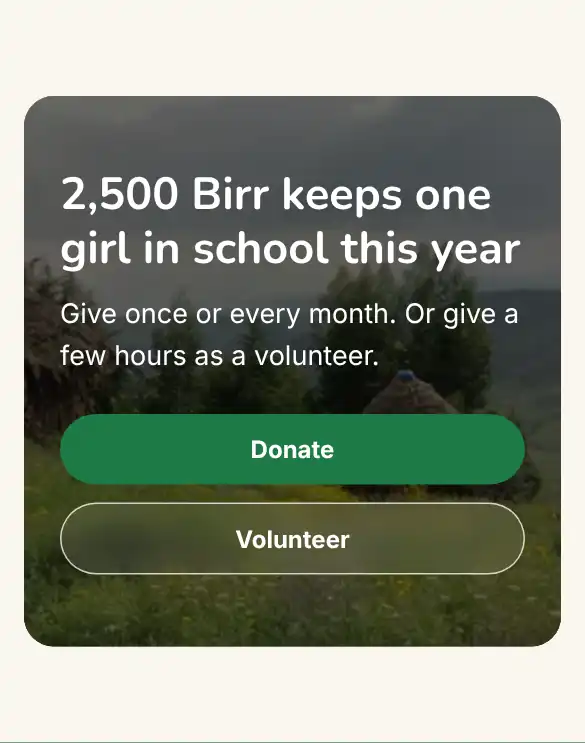 2,500 Birr keeps one
girl in school this year
Give once or every month. Or give a
few hours as a volunteer.
Donate
Volunteer